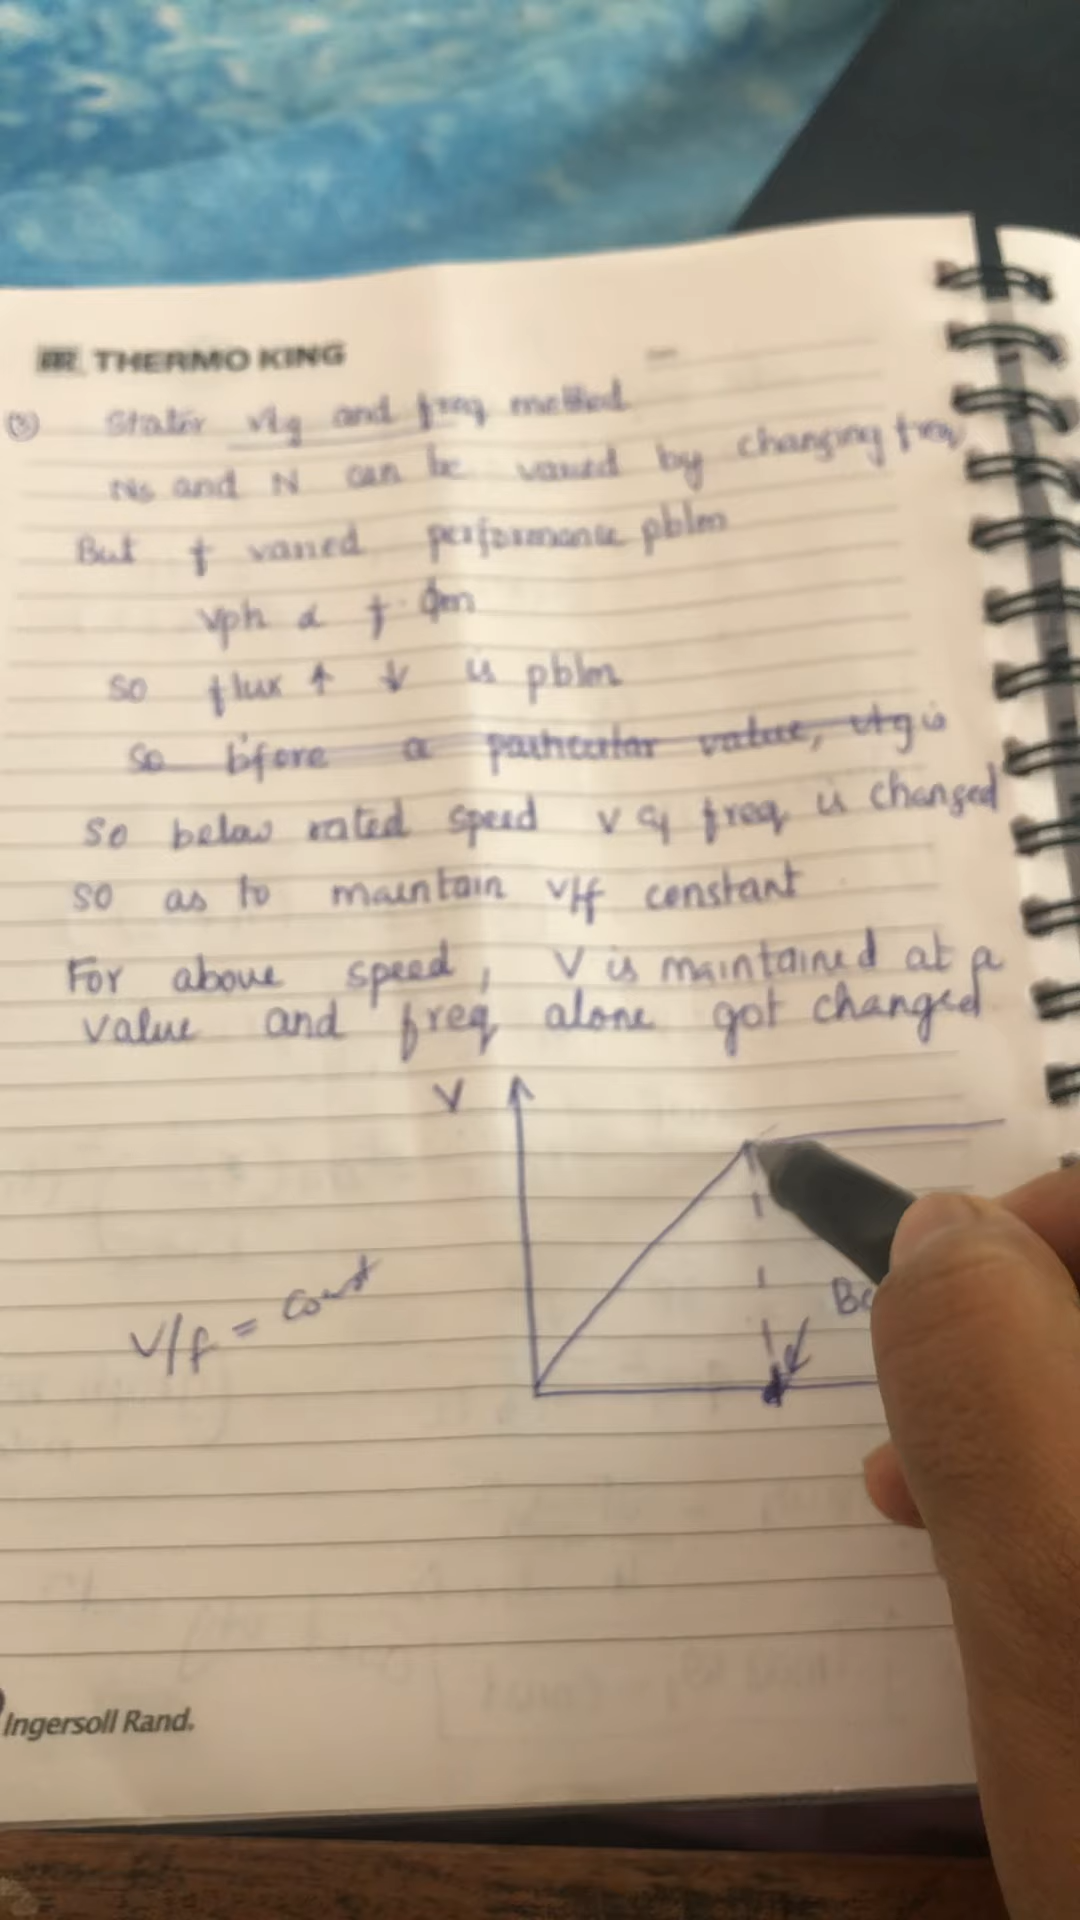 THERMO KING
(3) Stator vtg and freq method
Ns and N can be varied by changing freq
But f varied performance pblm
Vph α f. ϕm
so flux ↑ ↓ is pblm
so bifore a particular value, vtg is
so below rated speed V & freq is changed
so as to maintain V/f constant
For above speed, V is maintained at a
value and freq alone got changed
V
V/f = const
Ingersoll Rand.